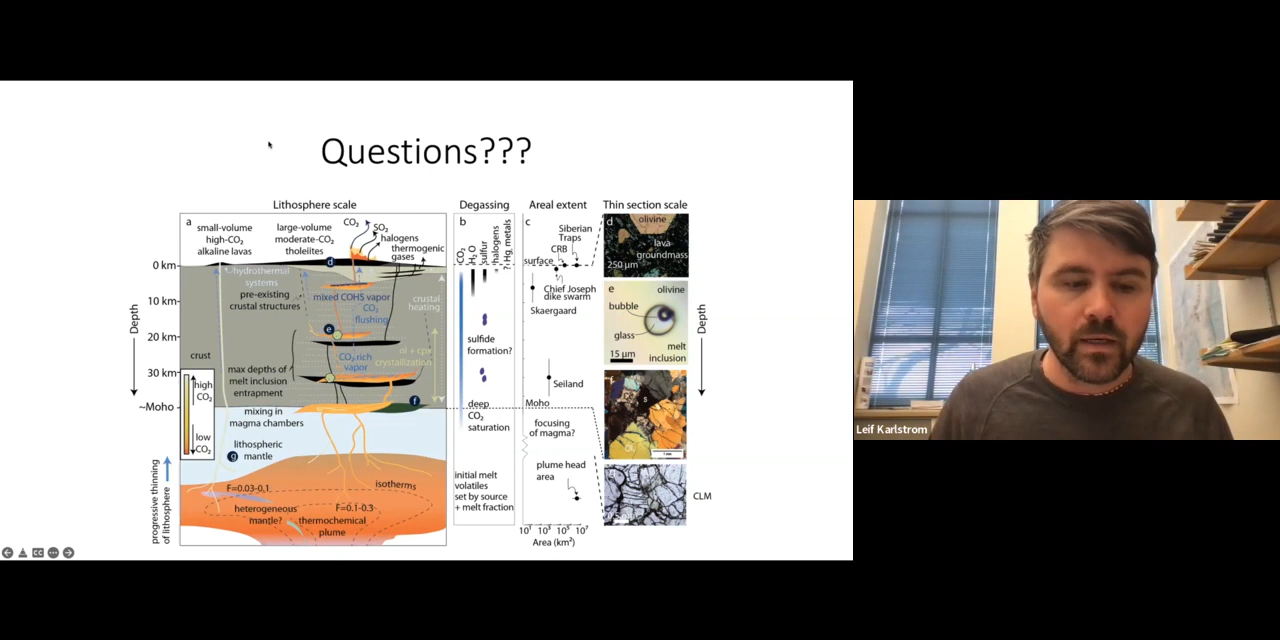 Questions???
Lithosphere scale
a
small-volume
high-CO₂
alkaline lavas
large-volume
moderate-CO₂
tholeiites
CO₂
SO₂
halogens
thermogenic
gases
d
0 km
10 km
20 km
30 km
~Moho
Depth
hydrothermal
systems
pre-existing
crustal structures
mixed COHS vapor
CO₂
flushing
crustal
heating
e
crust
CO₂-rich
vapor
ol + cpx
crystallization
max depths of
melt inclusion
entrapment
high
CO₂
low
CO₂
f
mixing in
magma chambers
lithospheric
mantle
g
progressive thinning
of lithosphere
isotherms
F=0.03-0.1
F=0.1-0.3
heterogeneous
mantle?
thermochemical
plume
Degassing
b
CO₂
H₂O
sulfur
halogens
?Hg, metals
sulfide
formation?
deep
CO₂
saturation
initial melt
volatiles
set by source
+ melt fraction
Areal extent
c
Siberian
Traps
CRB
surface
Chief Joseph
dike swarm
Skaergaard
Seiland
Moho
focusing
of magma?
plume head
area
10¹ 10³ 10⁵ 10⁷
Area (km²)
Thin section scale
d
olivine
lava
groundmass
250 μm
e
olivine
bubble
glass
melt
inclusion
15 μm
Depth
CLM
CC
Leif Karlstrom